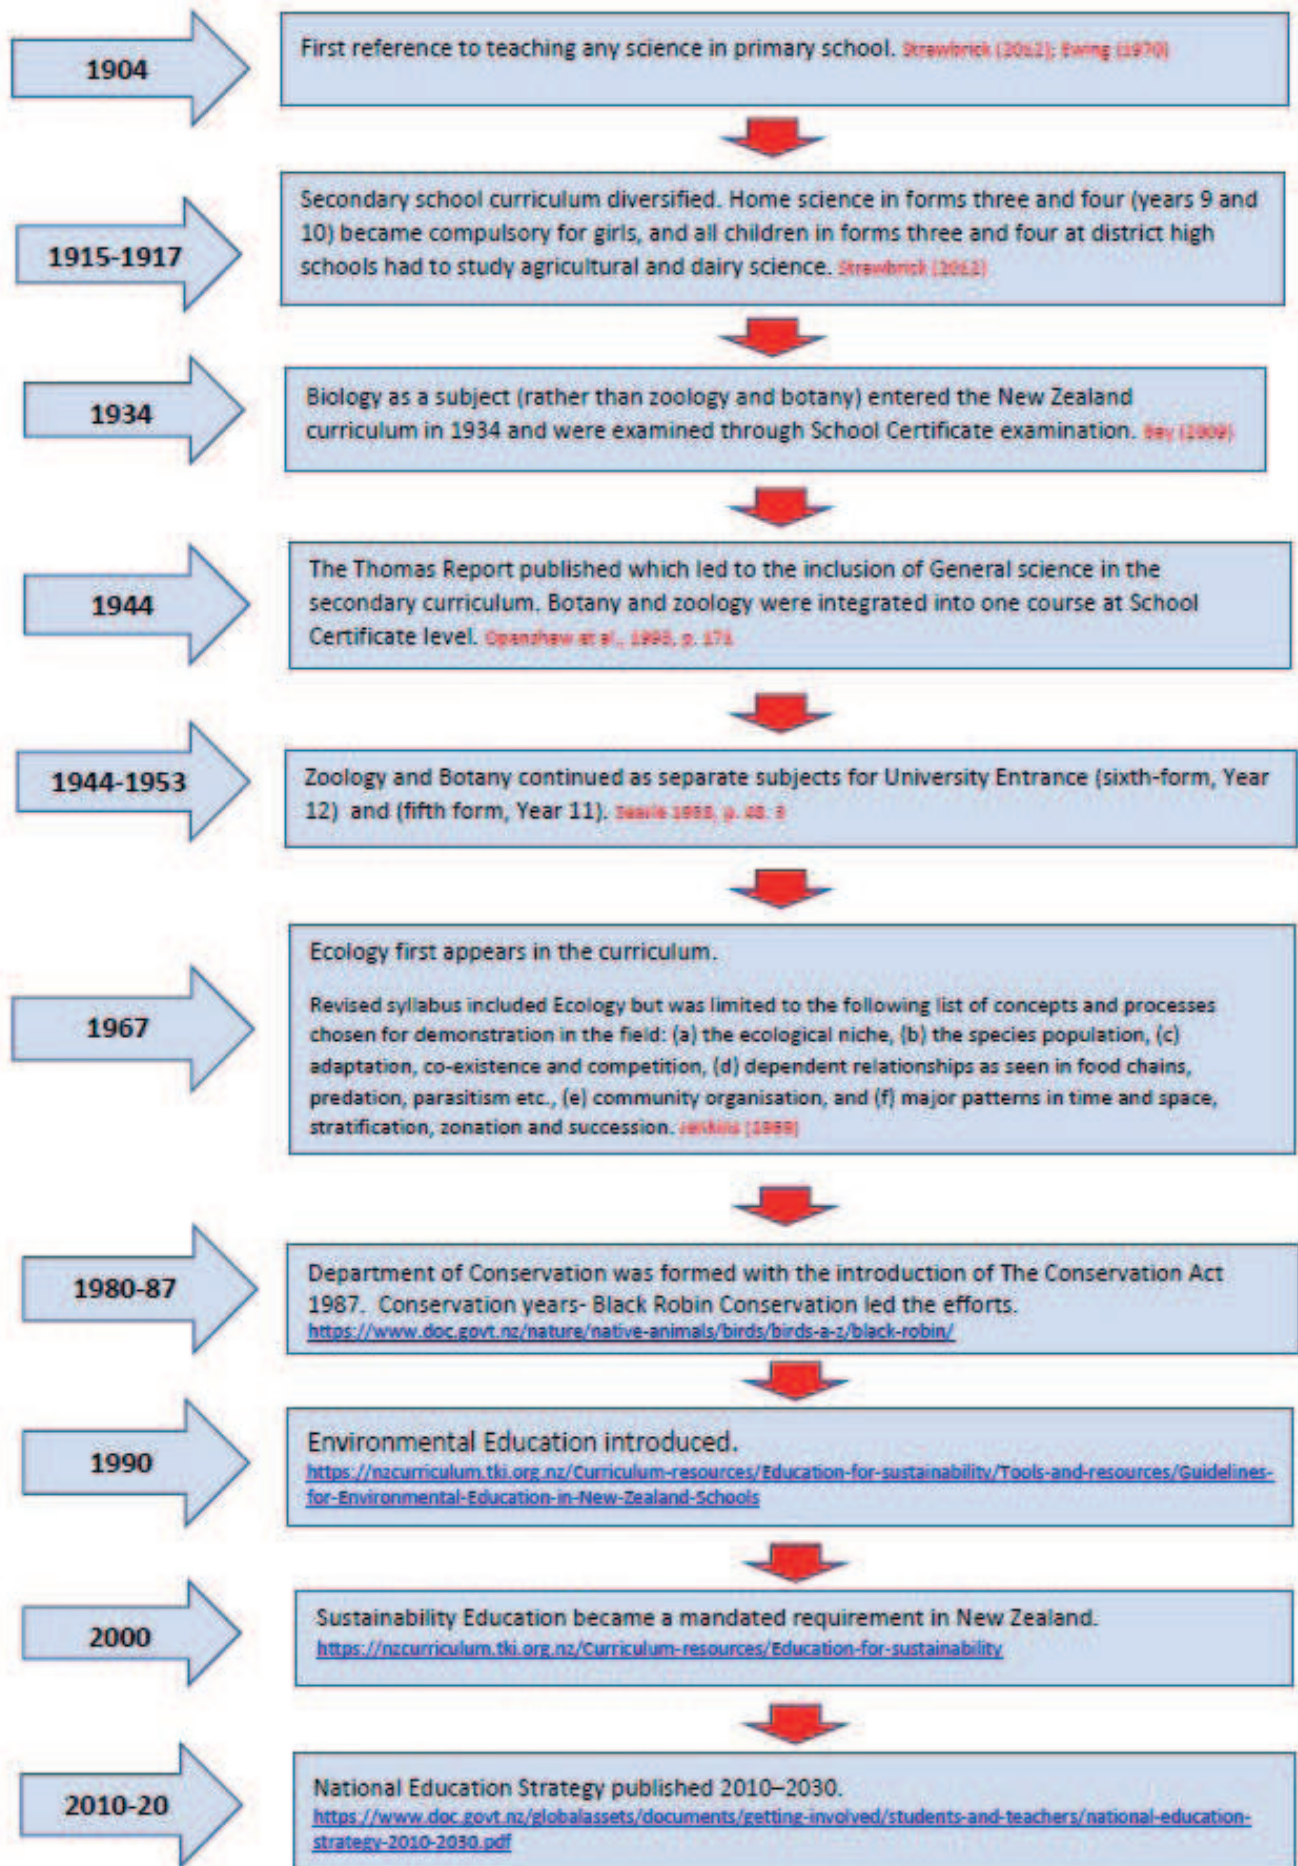 1904
First reference to teaching any science in primary school. Strawbrick (2012); Ewing (1970)
1915-1917
Secondary school curriculum diversified. Home science in forms three and four (years 9 and
10) became compulsory for girls, and all children in forms three and four at district high
schools had to study agricultural and dairy science. Strawbrick (2012)
1934
Biology as a subject (rather than zoology and botany) entered the New Zealand
curriculum in 1934 and were examined through School Certificate examination.
1944
The Thomas Report published which led to the inclusion of General science in the
secondary curriculum. Botany and zoology were integrated into one course at School
Certificate level. Openshaw et al., p. 171
1944-1953
Zoology and Botany continued as separate subjects for University Entrance (sixth-form, Year
12) and (fifth form, Year 11). Searle
1967
Ecology first appears in the curriculum.
Revised syllabus included Ecology but was limited to the following list of concepts and processes
chosen for demonstration in the field: (a) the ecological niche, (b) the species population, (c)
adaptation, co-existence and competition, (d) dependent relationships as seen in food chains,
predation, parasitism etc., (e) community organisation, and (f) major patterns in time and space,
stratification, zonation and succession. Jenkins
1980-87
Department of Conservation was formed with the introduction of The Conservation Act
1987. Conservation years- Black Robin Conservation led the efforts.
https://www.doc.govt.nz/nature/native-animals/birds/birds-a-z/black-robin/
1990
Environmental Education introduced.
https://nzcurriculum.tki.org.nz/Curriculum-resources/Education-for-sustainability/Tools-and-resources/Guidelines-
for-Environmental-Education-in-New-Zealand-Schools
2000
Sustainability Education became a mandated requirement in New Zealand.
https://nzcurriculum.tki.org.nz/Curriculum-resources/Education-for-sustainability
2010-20
National Education Strategy published 2010–2030.
https://www.doc.govt.nz/globalassets/documents/getting-involved/students-and-teachers/national-education-
strategy-2010-2030.pdf